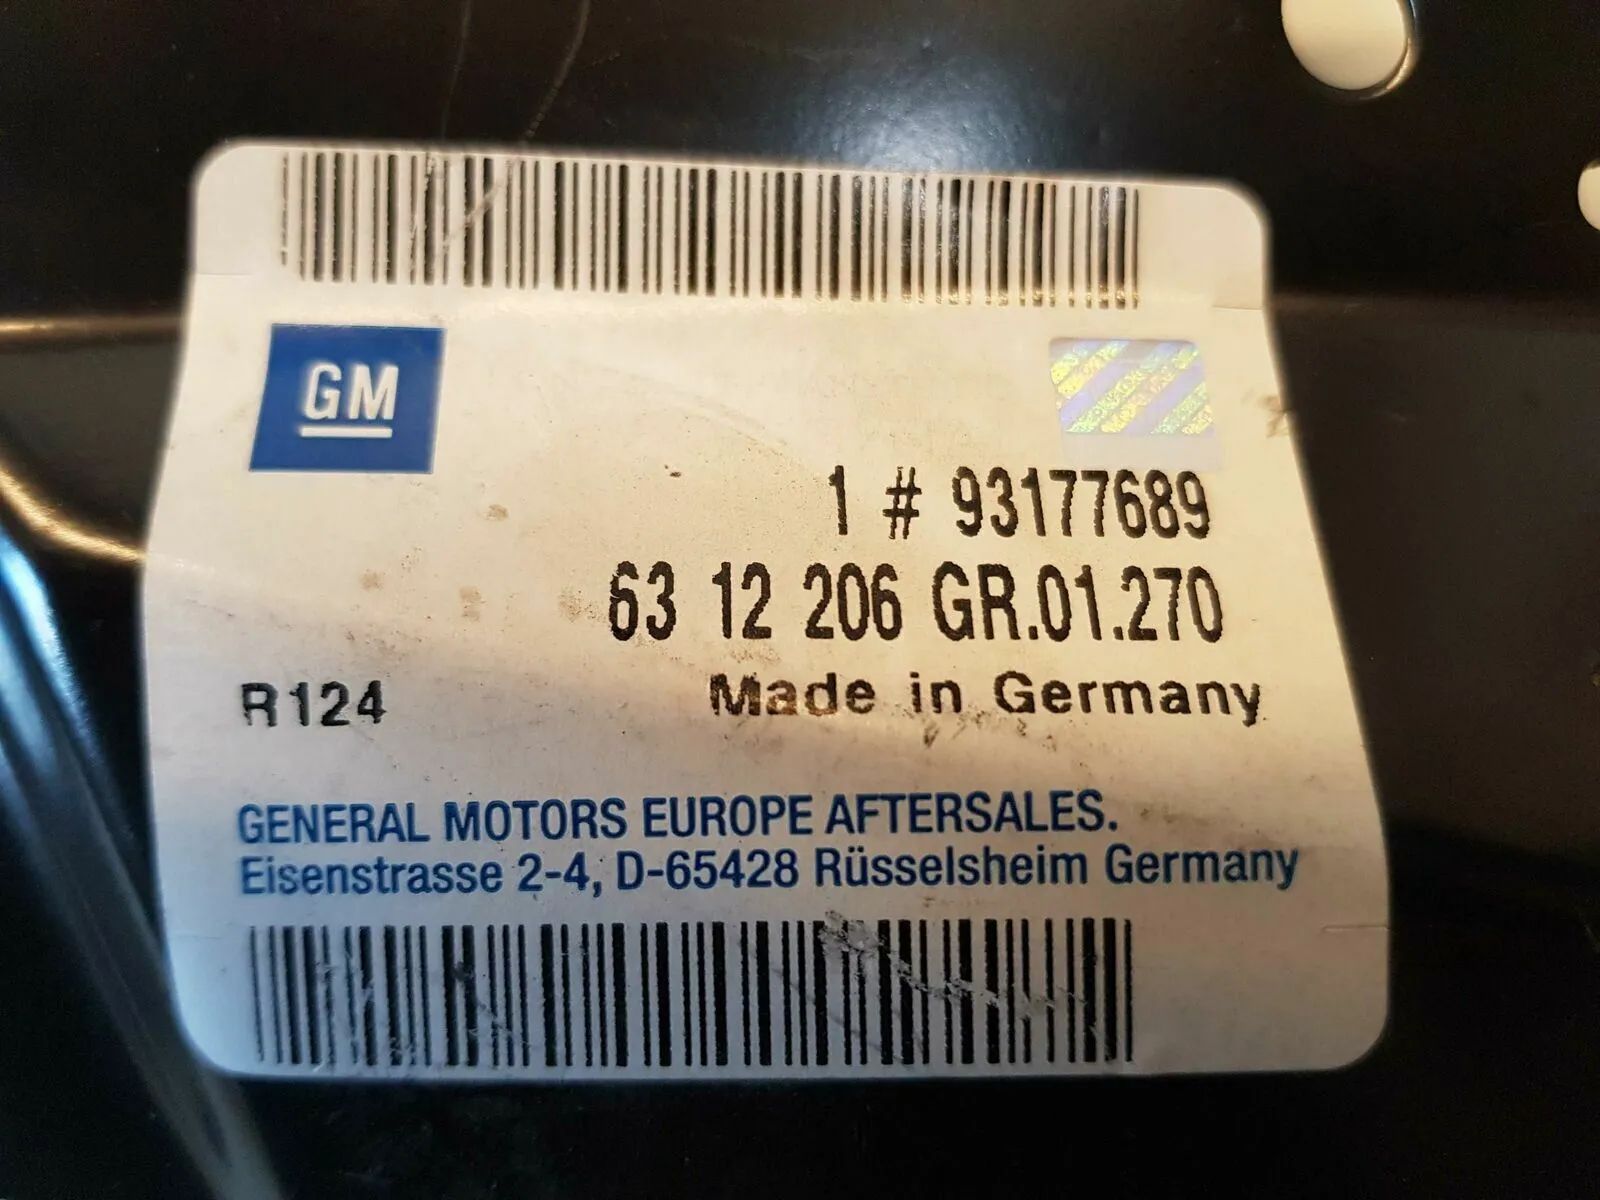 GM
1 # 93177689
63 12 206 GR.01.270
R124 Made in Germany
GENERAL MOTORS EUROPE AFTERSALES.
Eisenstrasse 2-4, D-65428 Rüsselsheim Germany